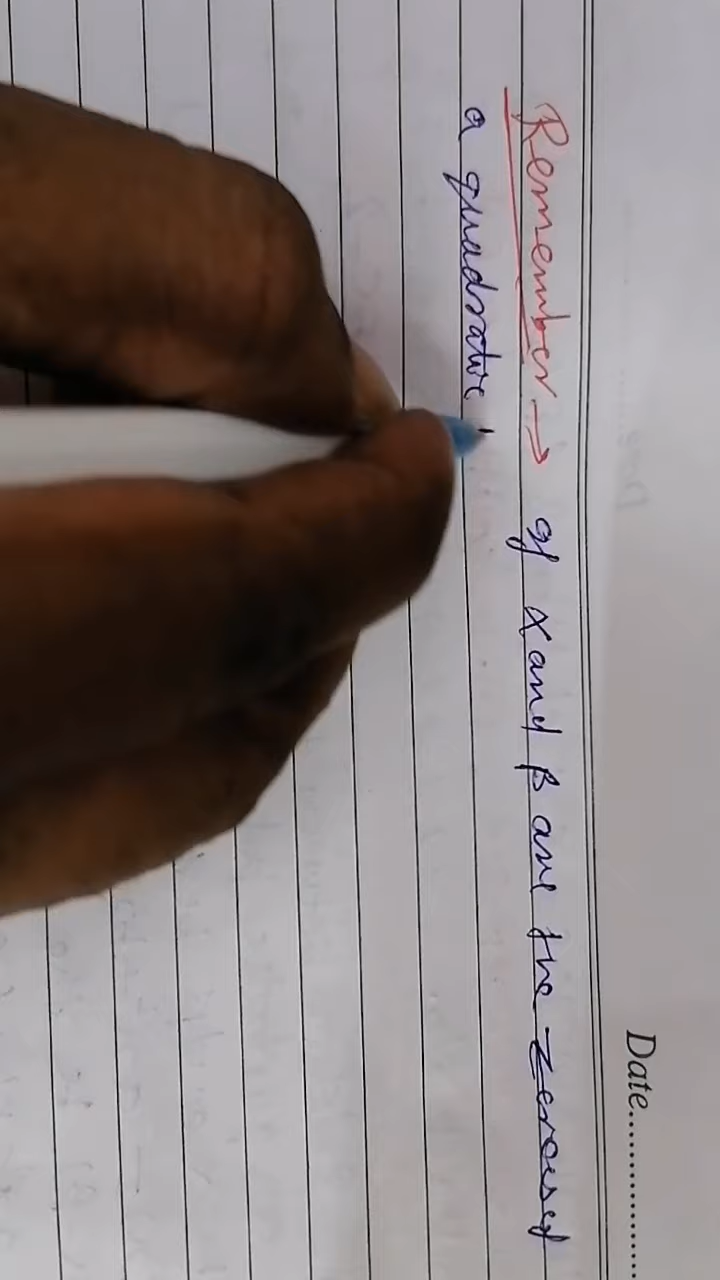 Date..................
Remember → If α and β are the zeroes of
a quadratic